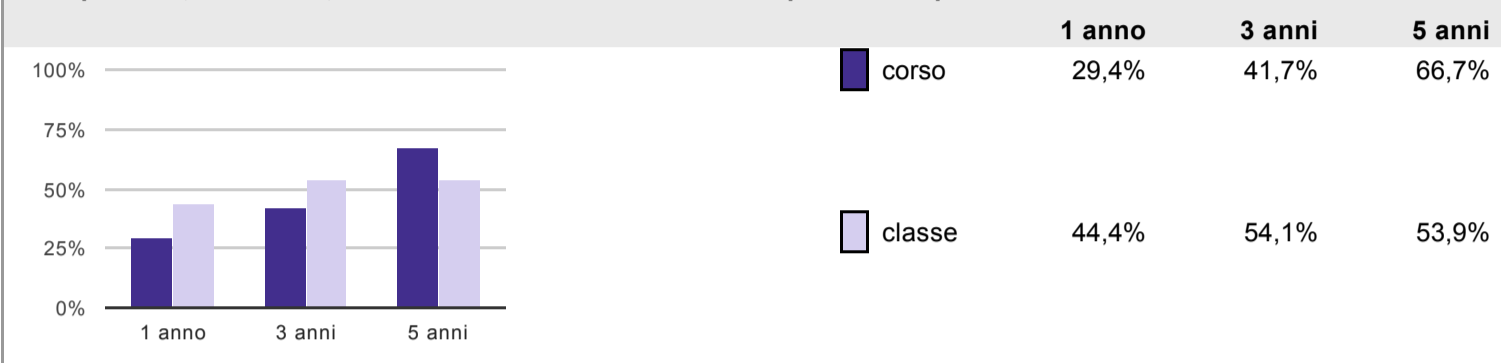 1 anno 3 anni 5 anni
100%
75%
50%
25%
0%
1 anno 3 anni 5 anni
corso 29,4% 41,7% 66,7%
classe 44,4% 54,1% 53,9%